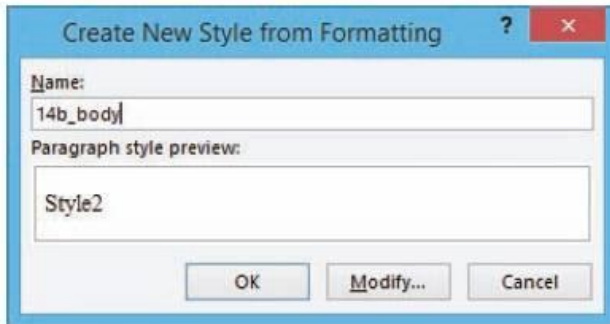 Create New Style from Formatting ? ×
Name:
14b_body
Paragraph style preview:
Style2
OK Modify... Cancel